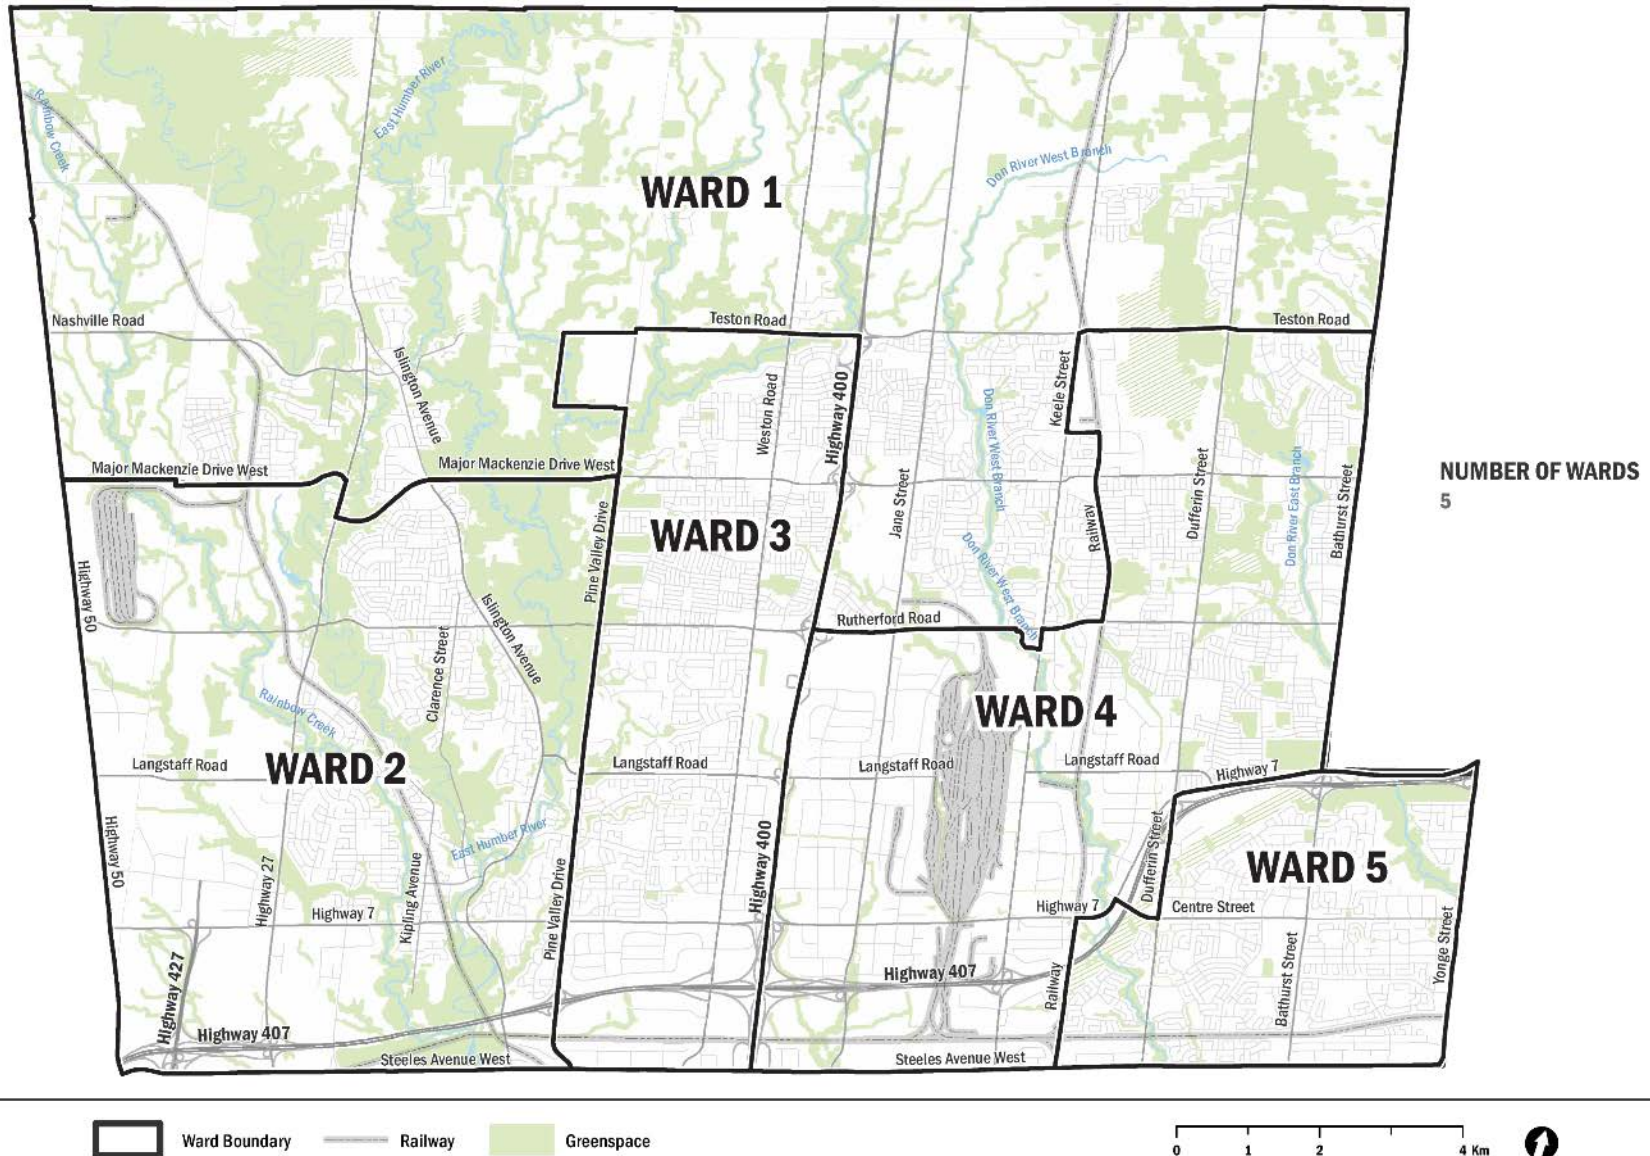 Rainbow Creek
East Humber River
Don River West Branch
WARD 1
Nashville Road
Teston Road
Teston Road
Islington Avenue
Weston Road
Highway 400
Keele Street
Don River West Branch
Major Mackenzie Drive West
Major Mackenzie Drive West
Jane Street
Dufferin Street
Don River East Branch
Bathurst Street
NUMBER OF WARDS
5
WARD 3
Pine Valley Drive
Railway
Highway 50
Don River West Branch
Islington Avenue
Rutherford Road
Clarence Street
Rainbow Creek
WARD 4
WARD 2
Langstaff Road
Langstaff Road
Langstaff Road
Langstaff Road
Highway 7
Highway 50
East Humber River
Highway 400
Dufferin Street
WARD 5
Highway 27
Kipling Avenue
Highway 7
Pine Valley Drive
Highway 7
Centre Street
Highway 427
Highway 407
Railway
Bathurst Street
Yonge Street
Highway 407
Steeles Avenue West
Steeles Avenue West
Ward Boundary
Railway
Greenspace
0 1 2 4 Km